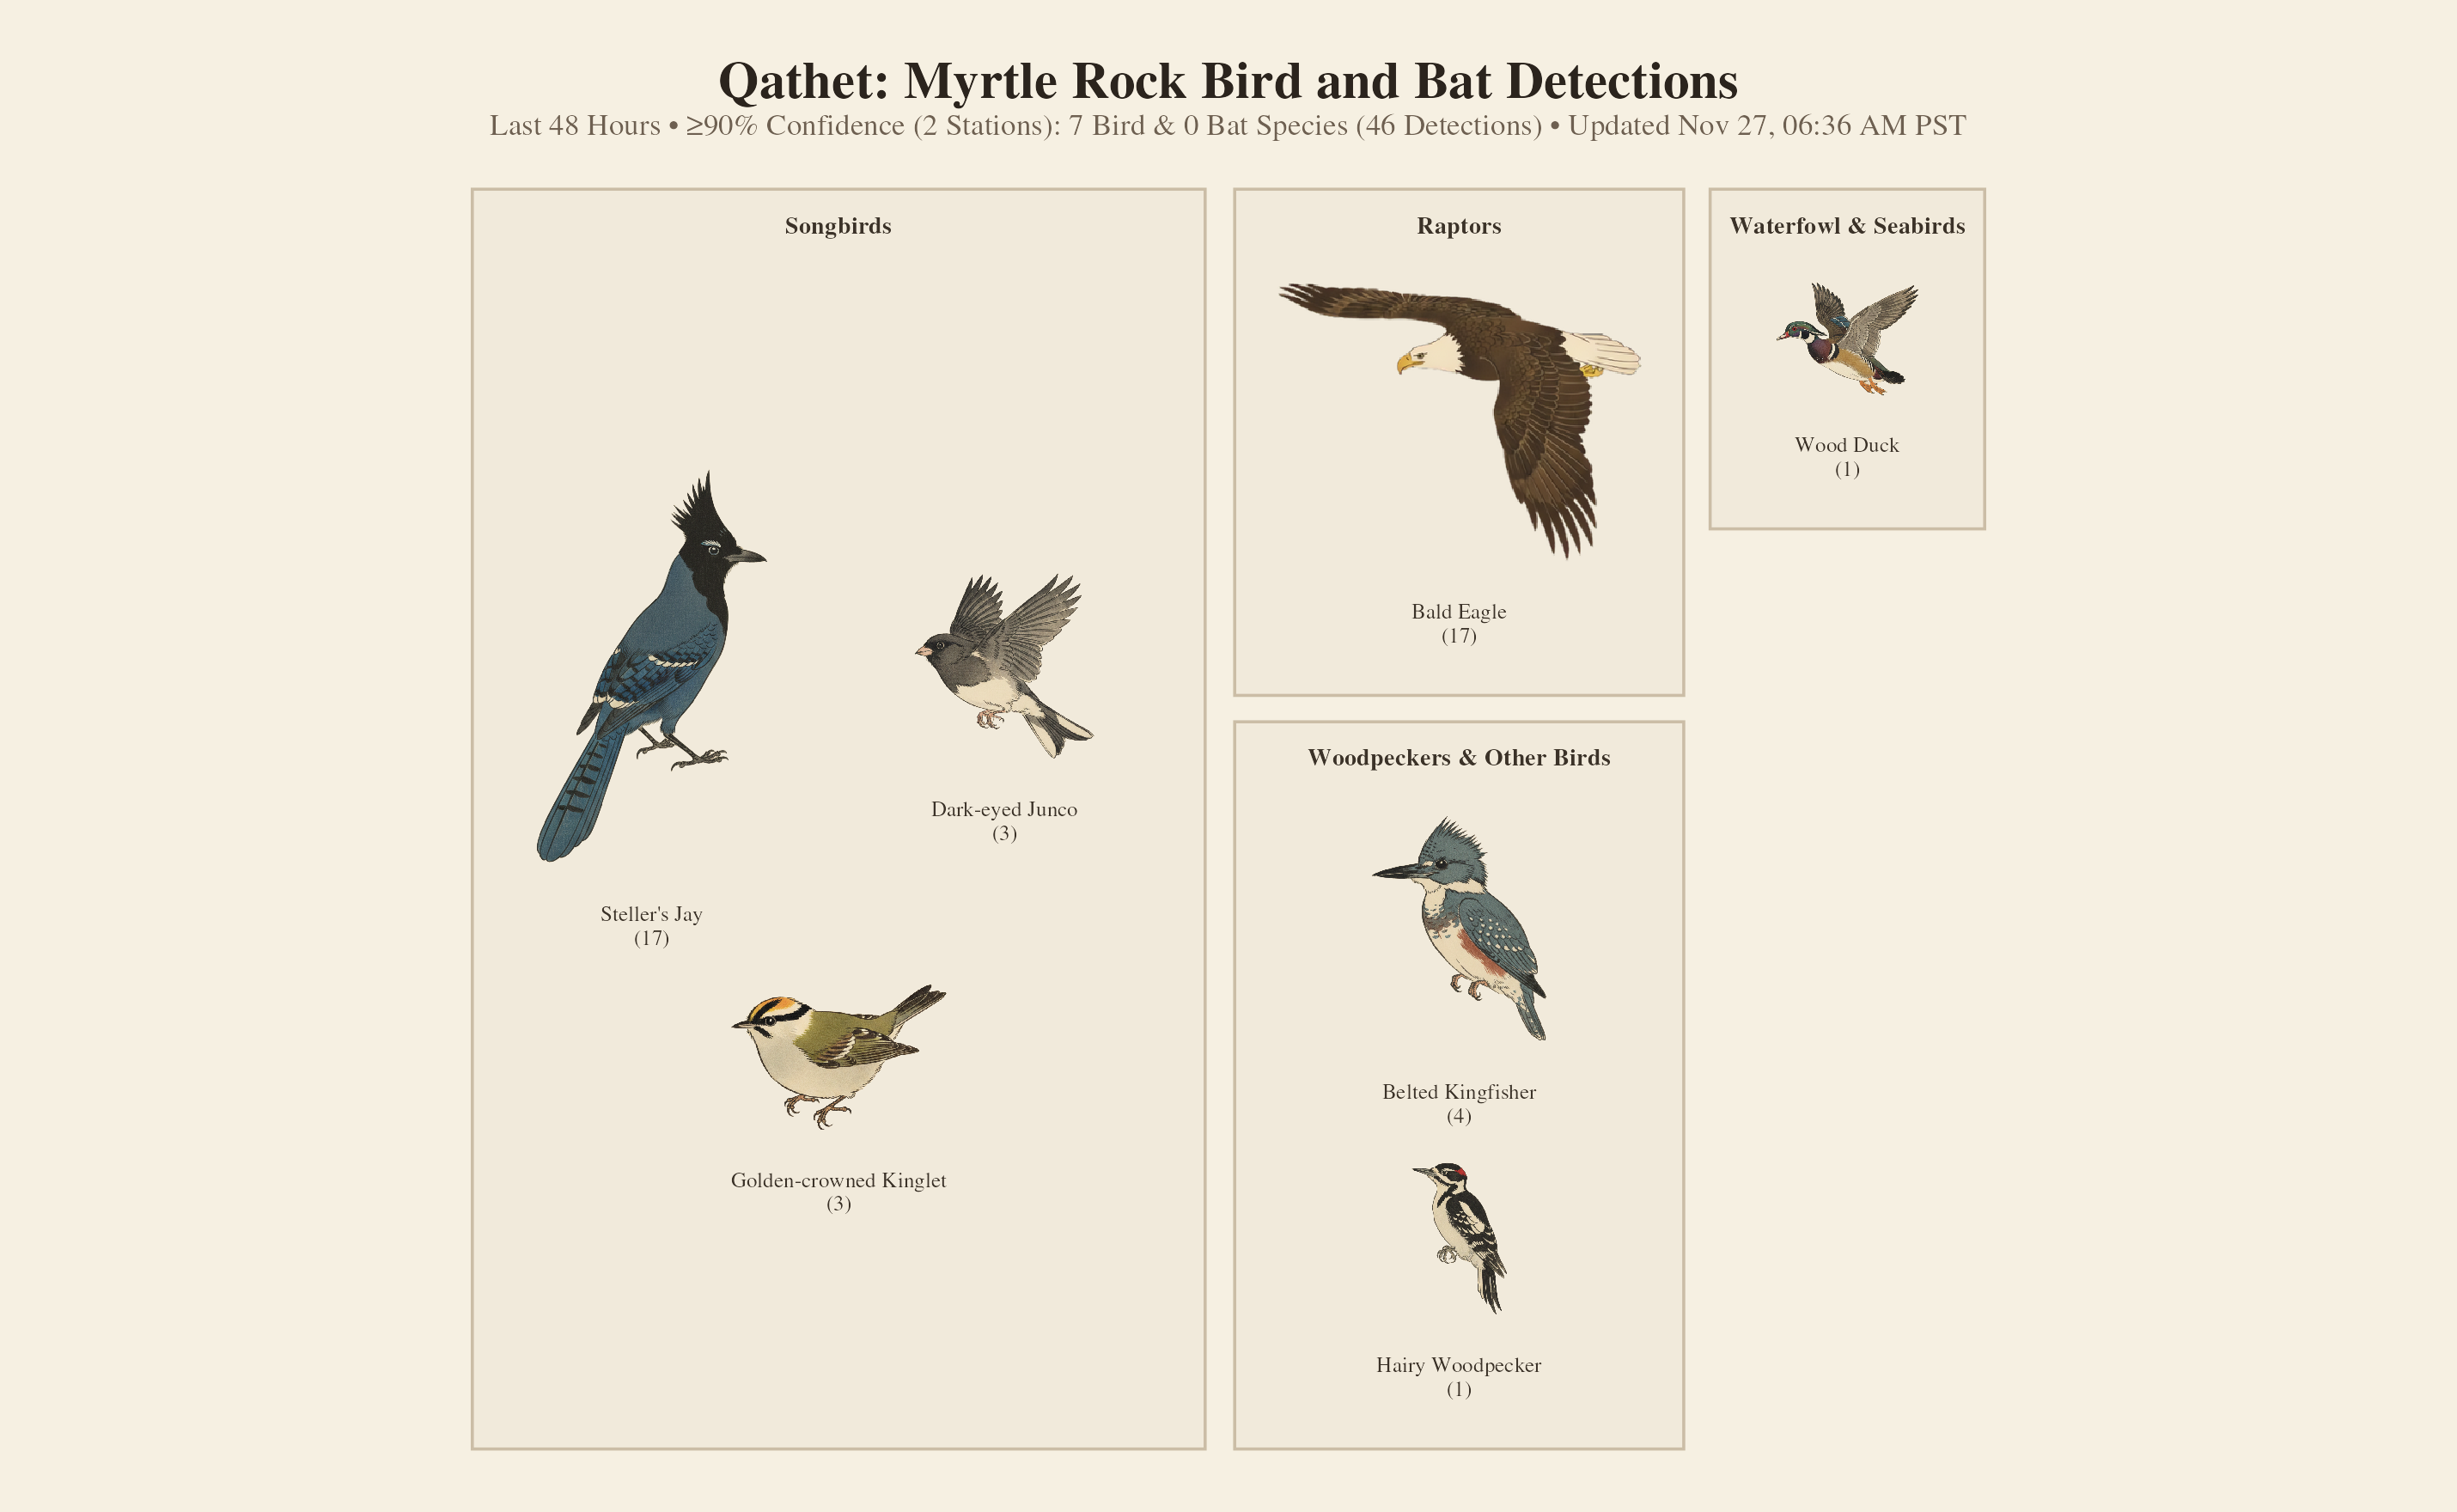 Qathet: Myrtle Rock Bird and Bat Detections
Last 48 Hours • ≥90% Confidence (2 Stations): 7 Bird & 0 Bat Species (46 Detections) • Updated Nov 27, 06:36 AM PST
Songbirds
Steller's Jay
(17)
Dark-eyed Junco
(3)
Golden-crowned Kinglet
(3)
Raptors
Bald Eagle
(17)
Woodpeckers & Other Birds
Belted Kingfisher
(4)
Hairy Woodpecker
(1)
Waterfowl & Seabirds
Wood Duck
(1)